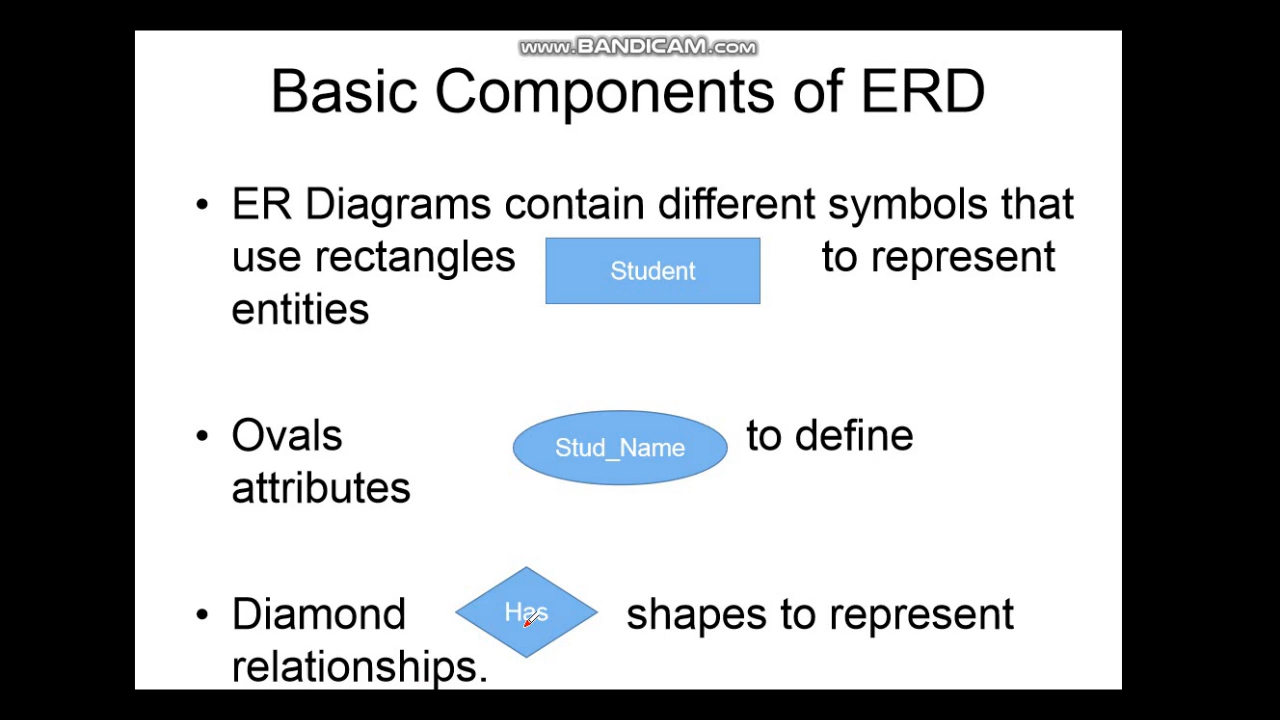 www.BANDICAM.com
Basic Components of ERD
• ER Diagrams contain different symbols that
use rectangles Student to represent
entities
• Ovals Stud_Name to define
attributes
• Diamond Has shapes to represent
relationships.